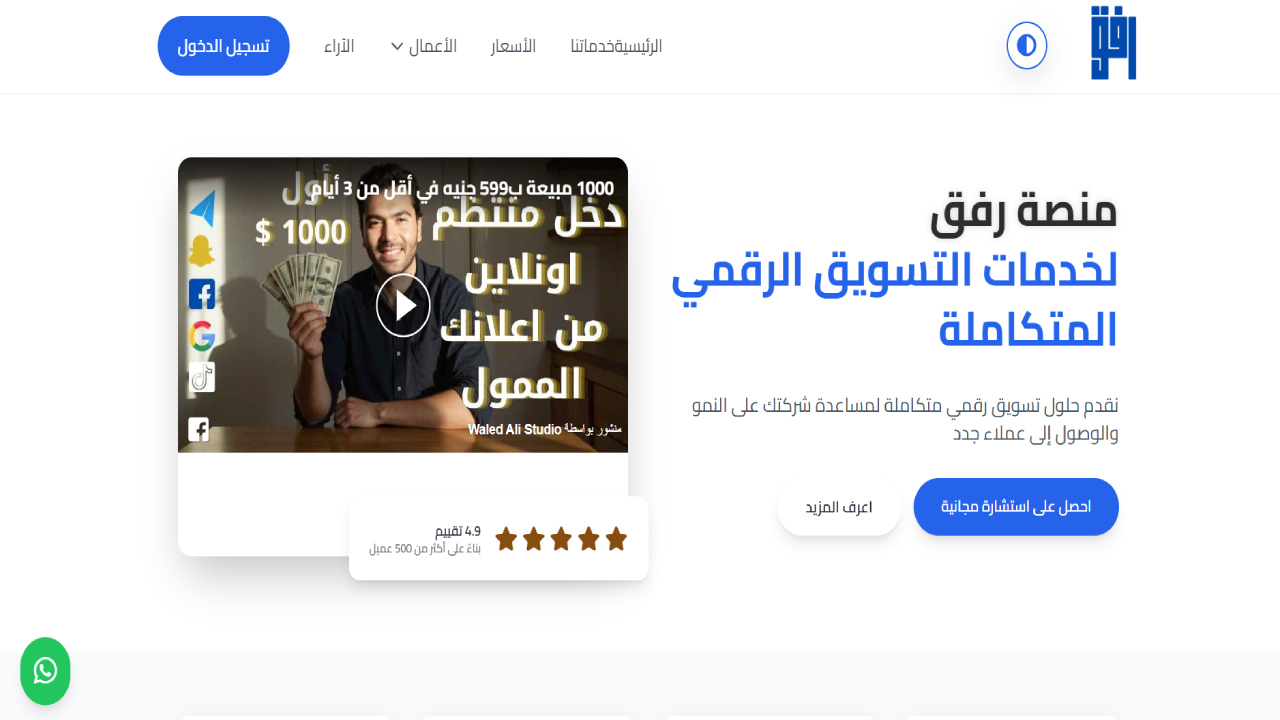 رفق
الرئيسية
خدماتنا
الأسعار
الأعمال
الآراء
تسجيل الدخول
منصة رفق
لخدمات التسويق الرقمي
المتكاملة
نقدم حلول تسويق رقمي متكاملة لمساعدة شركتك على النمو
والوصول إلى عملاء جدد
احصل على استشارة مجانية
اعرف المزيد
1000 مبيعة ب599 جنيه في أقل من 3 أيام
أول
1000 $
دخل منتظم
اونلاين
من اعلانك
الممول
منشور بواسطة Waled Ali Studio
4.9 تقييم
بناءً على أكثر من 500 عميل